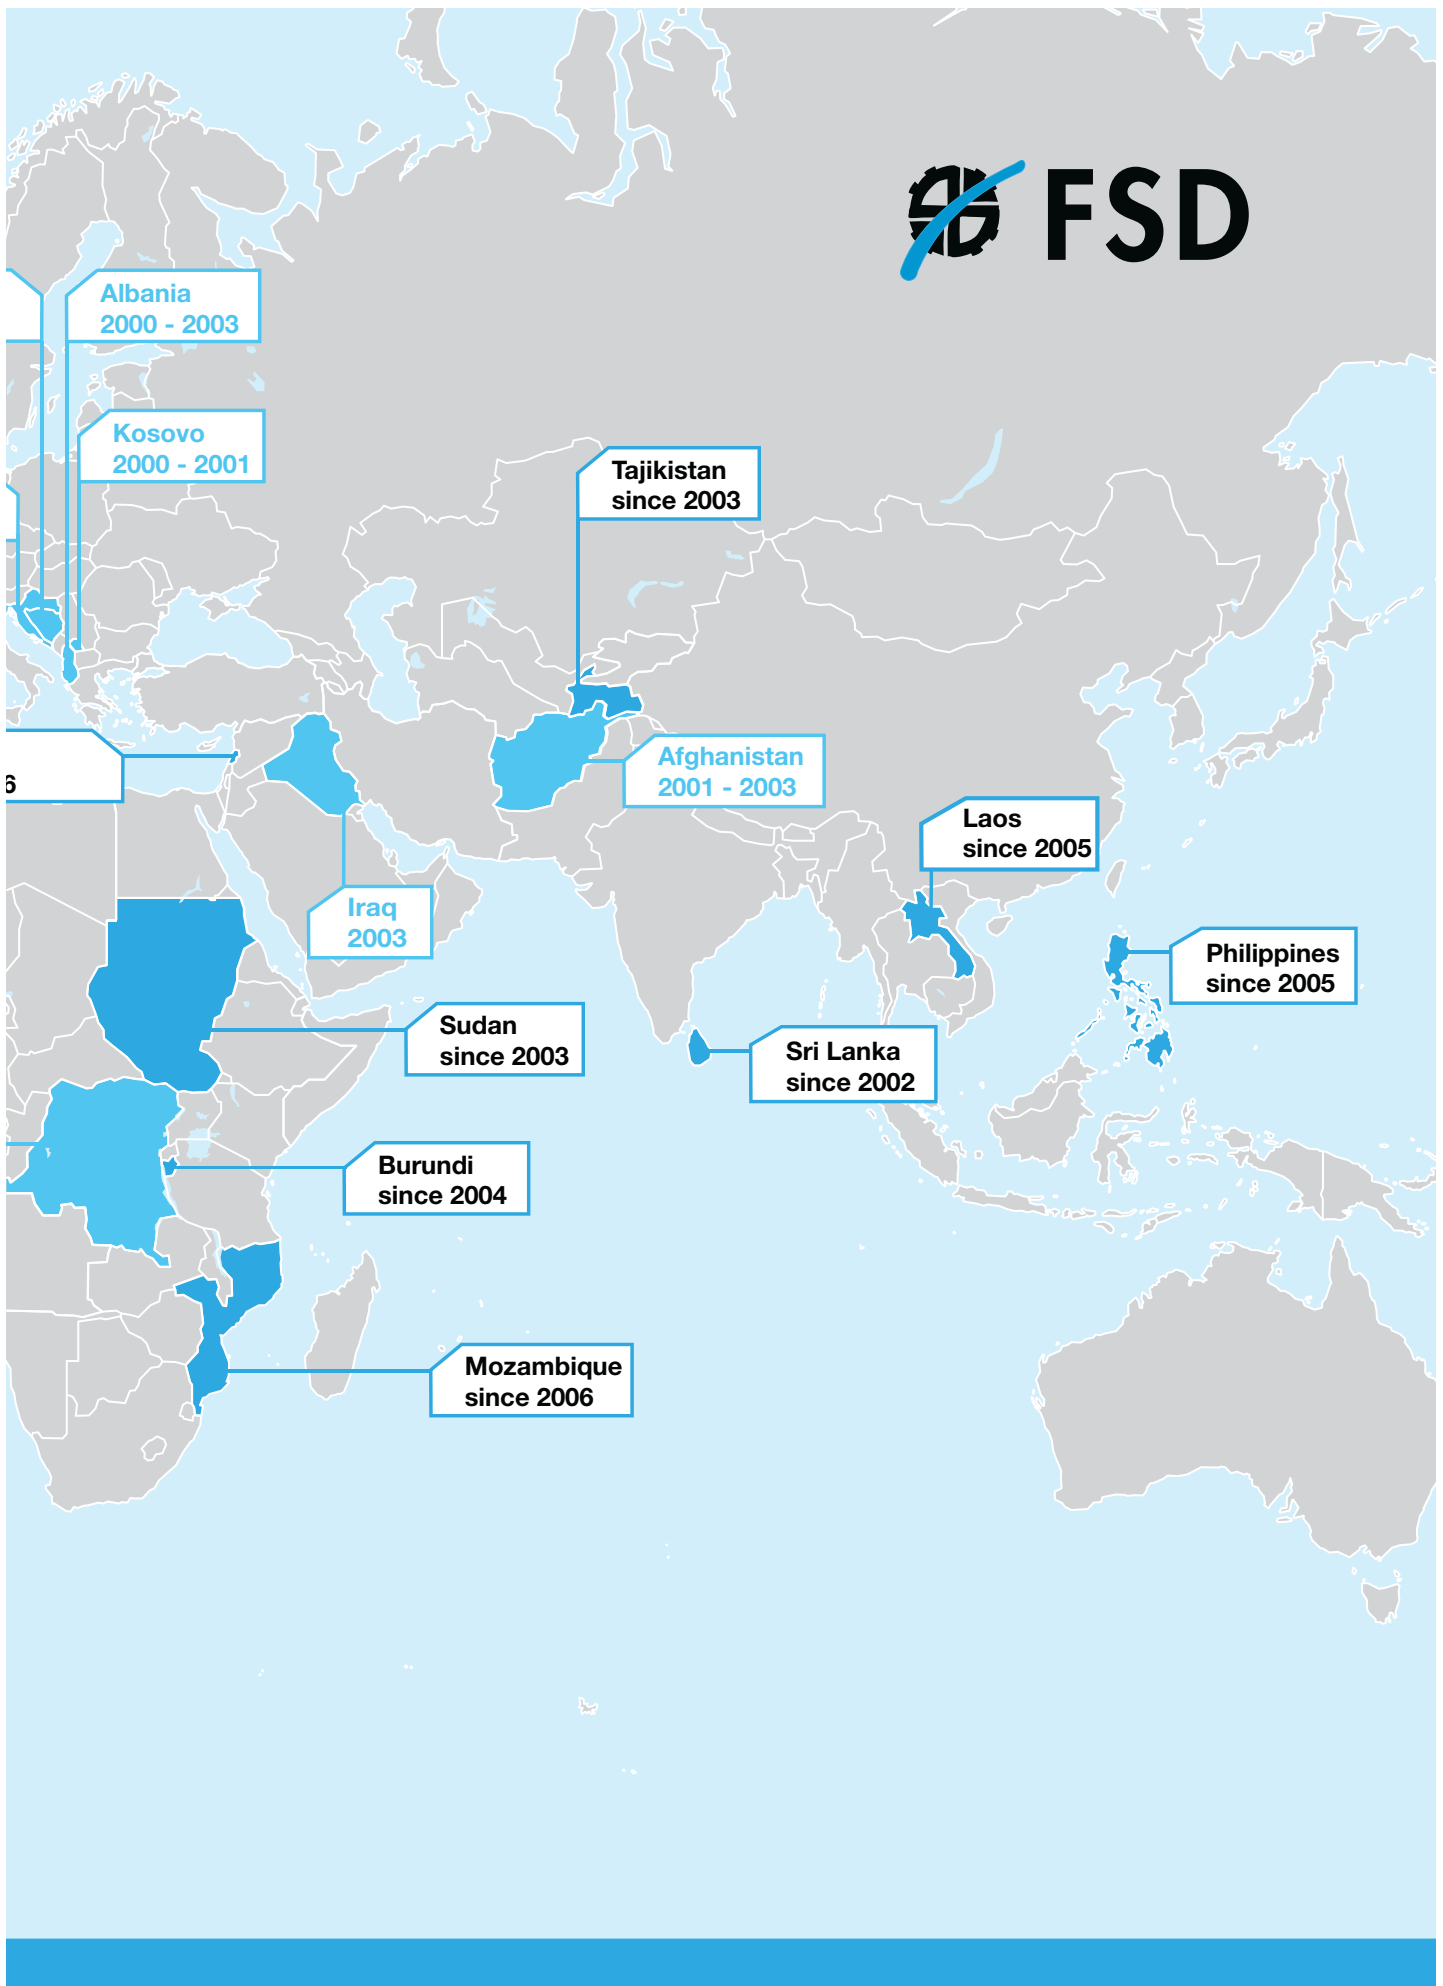 FSD
Albania
2000 - 2003
Kosovo
2000 - 2001
Tajikistan
since 2003
Afghanistan
2001 - 2003
6
Laos
since 2005
Iraq
2003
Philippines
since 2005
Sudan
since 2003
Sri Lanka
since 2002
Burundi
since 2004
Mozambique
since 2006